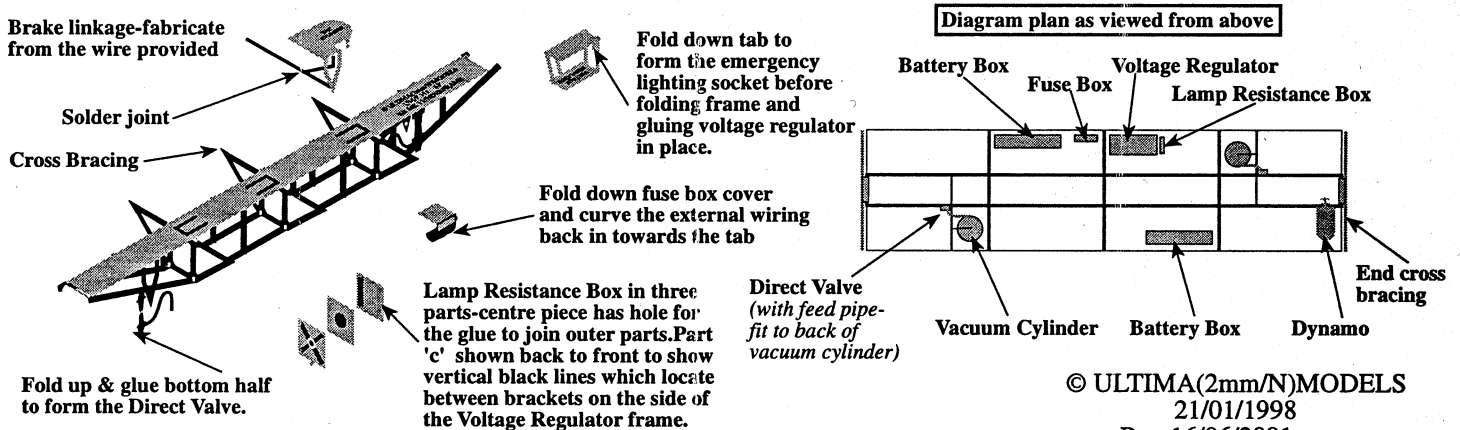 Brake linkage-fabricate
from the wire provided
Solder joint
Cross Bracing
Fold up & glue bottom half
to form the Direct Valve.
Fold down tab to
form the emergency
lighting socket before
folding frame and
gluing voltage regulator
in place.
Fold down fuse box cover
and curve the external wiring
back in towards the tab
Lamp Resistance Box in three
parts-centre piece has hole for
the glue to join outer parts.Part
'c' shown back to front to show
vertical black lines which locate
between brackets on the side of
the Voltage Regulator frame.
Diagram plan as viewed from above
Battery Box
Fuse Box
Voltage Regulator
Lamp Resistance Box
Direct Valve
(with feed pipe-
fit to back of
vacuum cylinder)
Vacuum Cylinder
Battery Box
Dynamo
End cross
bracing
© ULTIMA(2mm/N)MODELS
21/01/1998